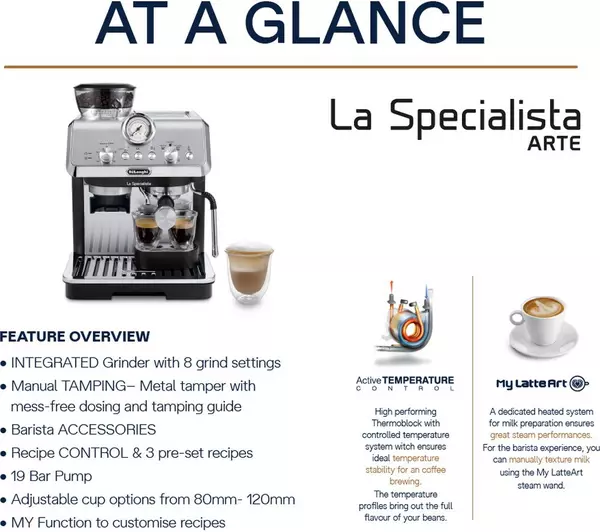 AT A GLANCE
La Specialista
ARTE
DeLonghi
La Specialista
FEATURE OVERVIEW
• INTEGRATED Grinder with 8 grind settings
• Manual TAMPING– Metal tamper with
mess-free dosing and tamping guide
• Barista ACCESSORIES
• Recipe CONTROL & 3 pre-set recipes
• 19 Bar Pump
• Adjustable cup options from 80mm- 120mm
• MY Function to customise recipes
Active TEMPERATURE
CONTROL
High performing
Thermoblock with
controlled temperature
system witch ensures
ideal temperature
stability for an coffee
brewing.
The temperature
profiles bring out the full
flavour of your beans.
My LatteArt
A dedicated heated system
for milk preparation ensures
great steam performances.
For the barista experience, you
can manually texture milk
using the My LatteArt
steam wand.